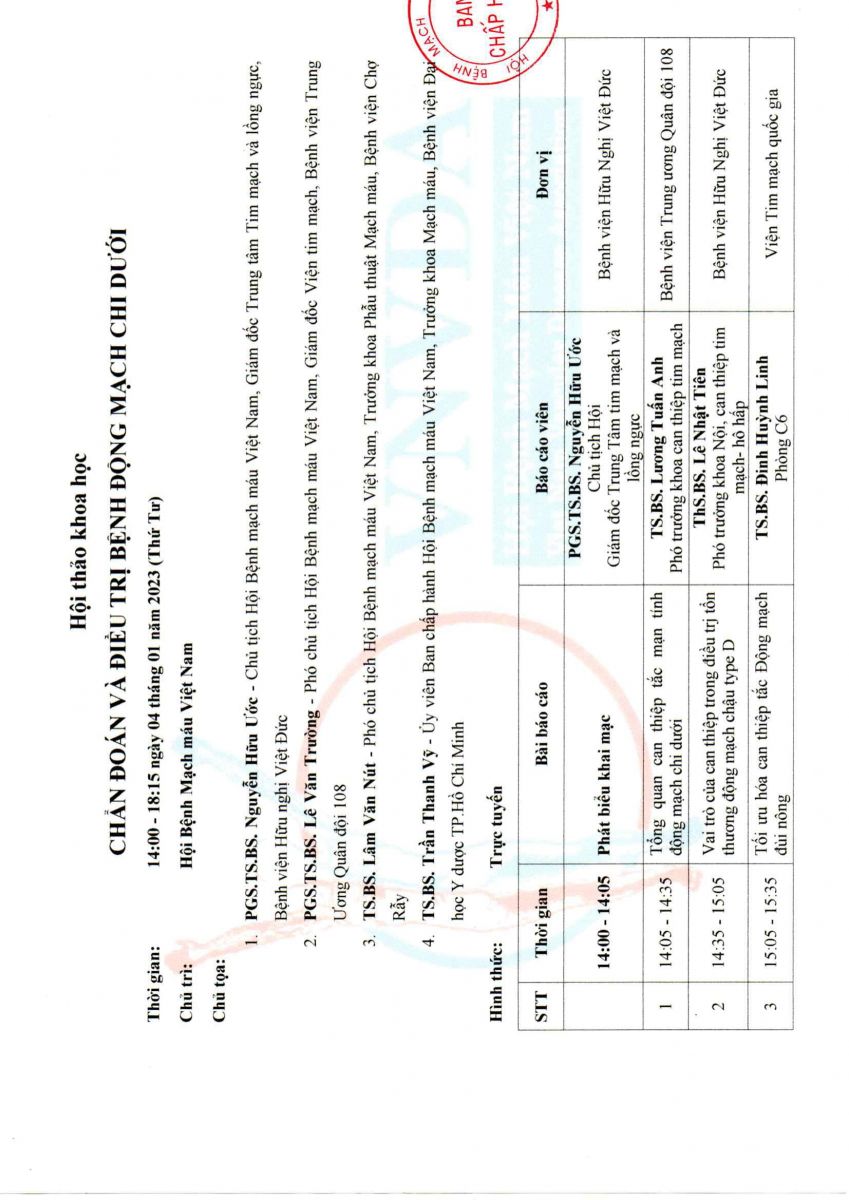 Hội thảo khoa học
CHẨN ĐOÁN VÀ ĐIỀU TRỊ BỆNH ĐỘNG MẠCH CHI DƯỚI
Thời gian: 14:00 - 18:15 ngày 04 tháng 01 năm 2023 (Thứ Tư)
Chủ trì: Hội Bệnh Mạch máu Việt Nam
Chủ tọa:
1. PGS.TS.BS. Nguyễn Hữu Ước - Chủ tịch Hội Bệnh mạch máu Việt Nam, Giám đốc Trung tâm Tim mạch và lồng ngực,
Bệnh viện Hữu nghị Việt Đức
2. PGS.TS.BS. Lê Văn Trường - Phó chủ tịch Hội Bệnh mạch máu Việt Nam, Giám đốc Viện tim mạch, Bệnh viện Trung
Ương Quân đội 108
3. TS.BS. Lâm Văn Nút - Phó chủ tịch Hội Bệnh mạch máu Việt Nam, Trưởng khoa Phẫu thuật Mạch máu, Bệnh viện Chợ
Rẫy
4. TS.BS. Trần Thanh Vỹ - Ủy viên Ban chấp hành Hội Bệnh mạch máu Việt Nam, Trưởng khoa Mạch máu, Bệnh viện Đại
học Y dược TP.Hồ Chí Minh
Hình thức: Trực tuyến
STT Thời gian Bài báo cáo Báo cáo viên Đơn vị
14:00 - 14:05 Phát biểu khai mạc PGS.TS.BS. Nguyễn Hữu Ước
Chủ tịch Hội
Giám đốc Trung Tâm tim mạch và
lồng ngực
Bệnh viện Hữu Nghị Việt Đức
1 14:05 - 14:35 Tổng quan can thiệp tắc mạn tính
động mạch chi dưới
TS.BS. Lương Tuấn Anh
Phó trưởng khoa can thiệp tim mạch
Bệnh viện Trung ương Quân đội 108
2 14:35 - 15:05 Vai trò của can thiệp trong điều trị tổn
thương động mạch chậu type D
ThS.BS. Lê Nhật Tiên
Phó trưởng khoa Nội, can thiệp tim
mạch- hô hấp
Bệnh viện Hữu Nghị Việt Đức
3 15:05 - 15:35 Tối ưu hóa can thiệp tắc Động mạch
đùi nông
TS.BS. Đinh Huỳnh Linh
Phòng C6
Viện Tim mạch quốc gia
HỘI BỆNH MẠCH
BAN
CHẤP H
VNVDA